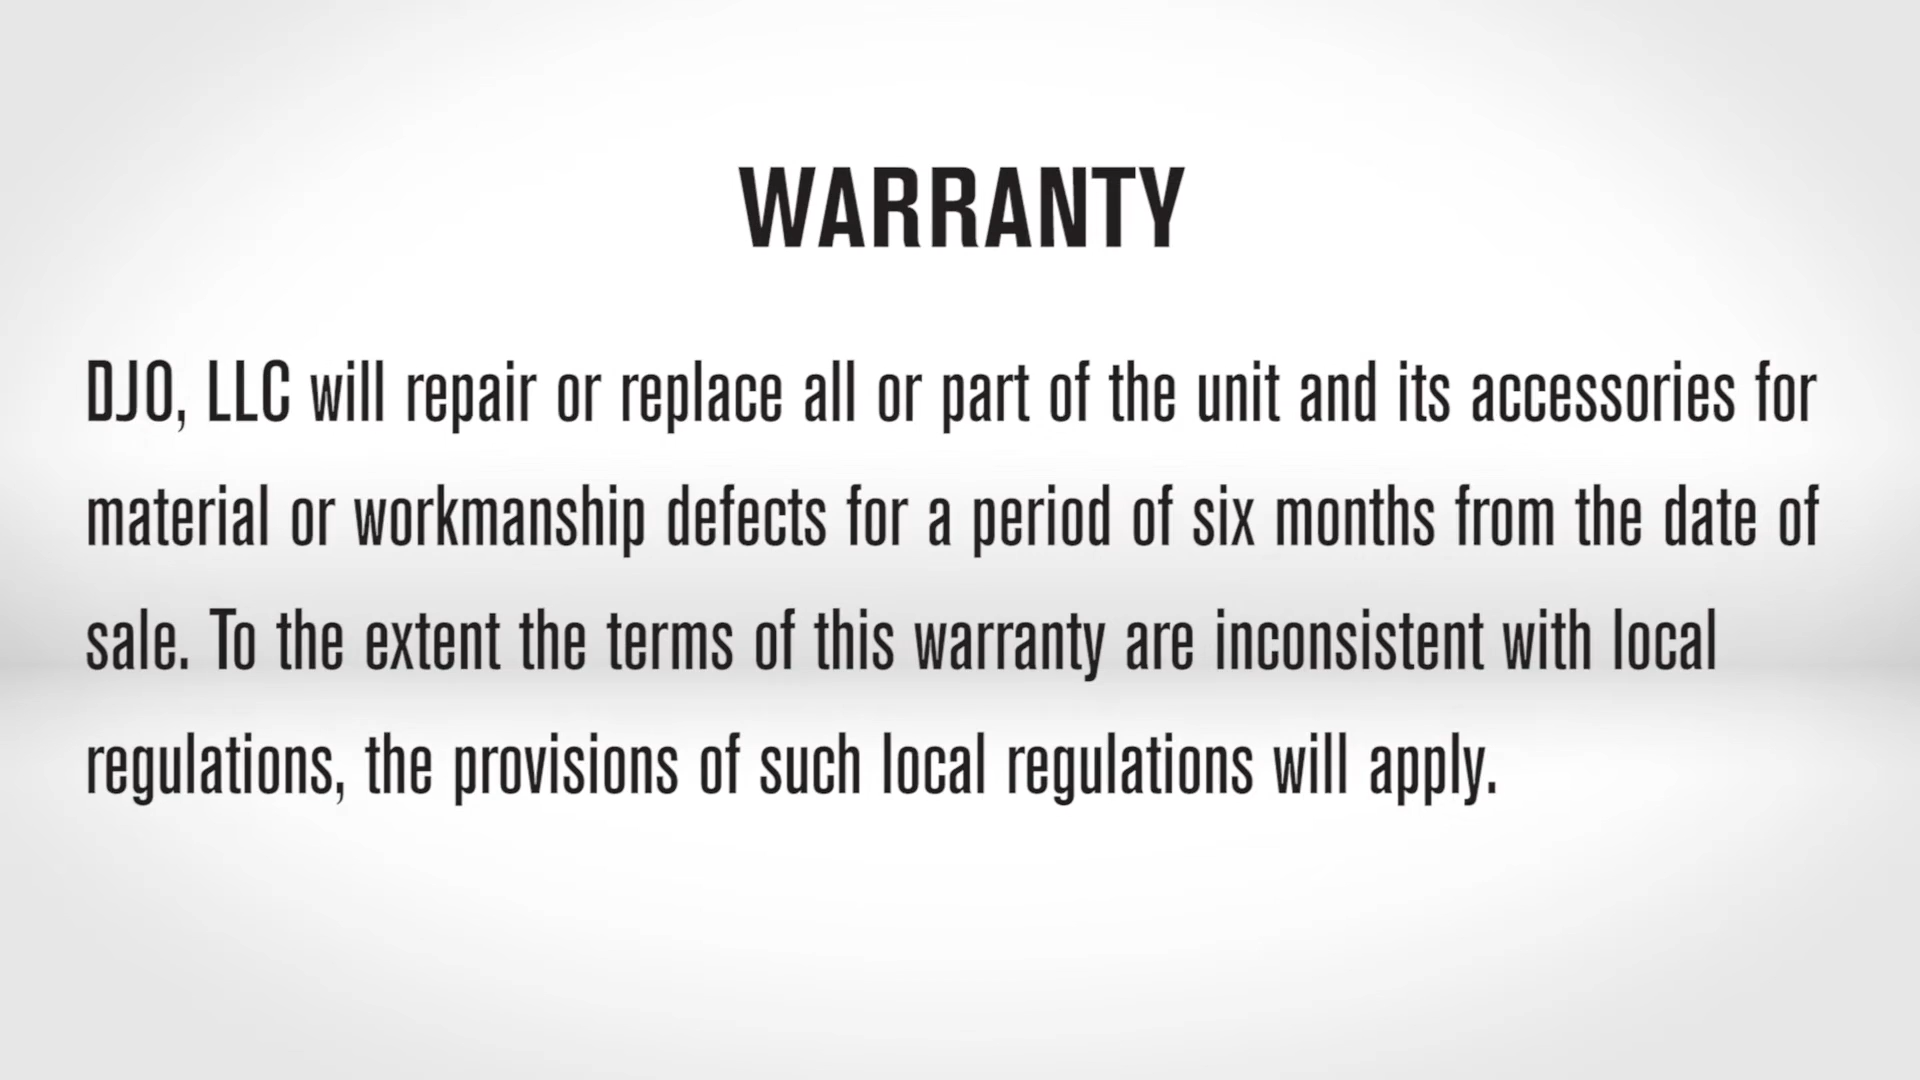 WARRANTY
DJO, LLC will repair or replace all or part of the unit and its accessories for
material or workmanship defects for a period of six months from the date of
sale. To the extent the terms of this warranty are inconsistent with local
regulations, the provisions of such local regulations will apply.